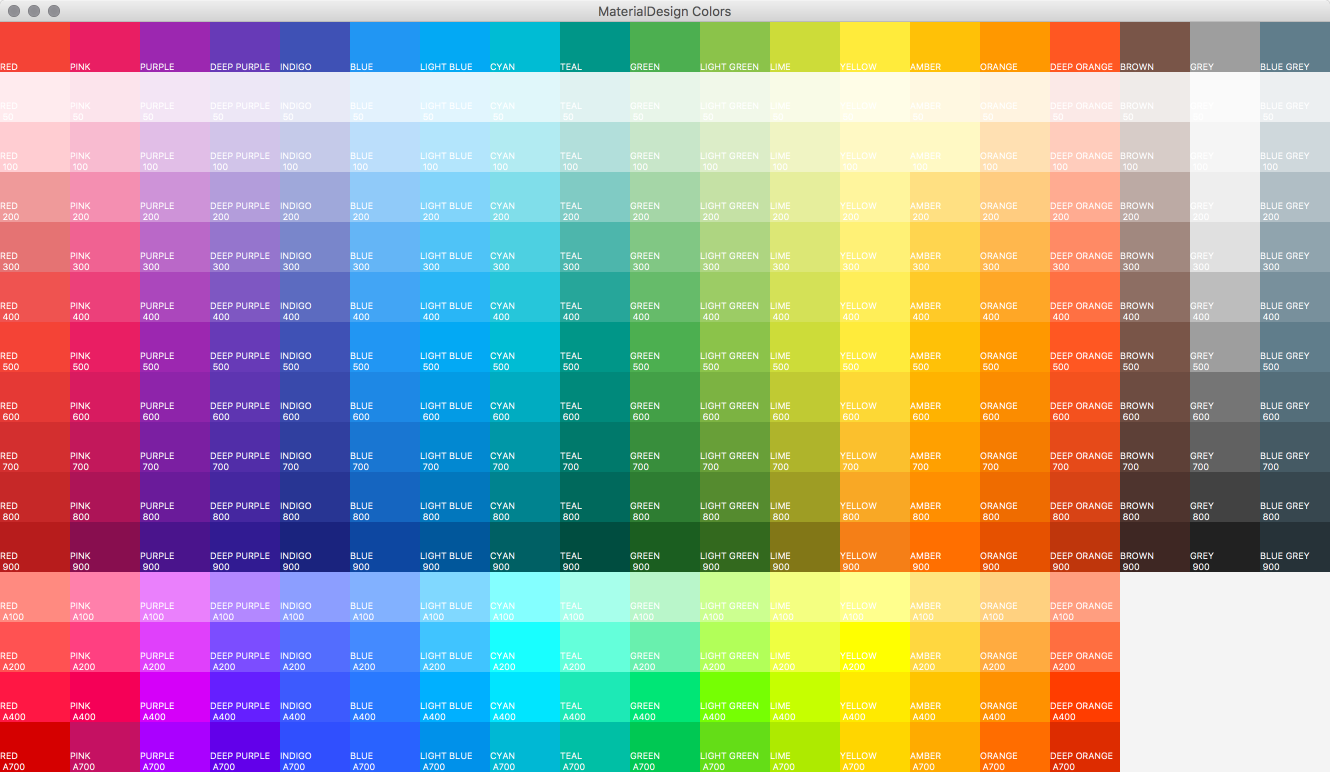 MaterialDesign Colors
RED PINK PURPLE DEEP PURPLE INDIGO BLUE LIGHT BLUE CYAN TEAL GREEN LIGHT GREEN LIME YELLOW AMBER ORANGE DEEP ORANGE BROWN GREY BLUE GREY
RED PINK PURPLE DEEP PURPLE INDIGO BLUE LIGHT BLUE CYAN TEAL GREEN LIGHT GREEN LIME YELLOW AMBER ORANGE DEEP ORANGE BROWN BLUE GREY
50 50 50 50 50 50 50 50 50 50 50 50 50 50 50 50 50 50
RED PINK PURPLE DEEP PURPLE INDIGO BLUE LIGHT BLUE CYAN TEAL GREEN LIGHT GREEN LIME YELLOW AMBER ORANGE DEEP ORANGE BROWN GREY BLUE GREY
100 100 100 100 100 100 100 100 100 100 100 100 100 100 100 100 100 100 100
RED PINK PURPLE DEEP PURPLE INDIGO BLUE LIGHT BLUE CYAN TEAL GREEN LIGHT GREEN LIME YELLOW AMBER ORANGE DEEP ORANGE BROWN GREY BLUE GREY
200 200 200 200 200 200 200 200 200 200 200 200 200 200 200 200 200 200 200
RED PINK PURPLE DEEP PURPLE INDIGO BLUE LIGHT BLUE CYAN TEAL GREEN LIGHT GREEN LIME YELLOW AMBER ORANGE DEEP ORANGE BROWN GREY BLUE GREY
300 300 300 300 300 300 300 300 300 300 300 300 300 300 300 300 300 300 300
RED PINK PURPLE DEEP PURPLE INDIGO BLUE LIGHT BLUE CYAN TEAL GREEN LIGHT GREEN LIME YELLOW AMBER ORANGE DEEP ORANGE BROWN GREY BLUE GREY
400 400 400 400 400 400 400 400 400 400 400 400 400 400 400 400 400 400 400
RED PINK PURPLE DEEP PURPLE INDIGO BLUE LIGHT BLUE CYAN TEAL GREEN LIGHT GREEN LIME YELLOW AMBER ORANGE DEEP ORANGE BROWN GREY BLUE GREY
500 500 500 500 500 500 500 500 500 500 500 500 500 500 500 500 500 500 500
RED PINK PURPLE DEEP PURPLE INDIGO BLUE LIGHT BLUE CYAN TEAL GREEN LIGHT GREEN LIME YELLOW AMBER ORANGE DEEP ORANGE BROWN GREY BLUE GREY
600 600 600 600 600 600 600 600 600 600 600 600 600 600 600 600 600 600 600
RED PINK PURPLE DEEP PURPLE INDIGO BLUE LIGHT BLUE CYAN TEAL GREEN LIGHT GREEN LIME YELLOW AMBER ORANGE DEEP ORANGE BROWN GREY BLUE GREY
700 700 700 700 700 700 700 700 700 700 700 700 700 700 700 700 700 700 700
RED PINK PURPLE DEEP PURPLE INDIGO BLUE LIGHT BLUE CYAN TEAL GREEN LIGHT GREEN LIME YELLOW AMBER ORANGE DEEP ORANGE BROWN GREY BLUE GREY
800 800 800 800 800 800 800 800 800 800 800 800 800 800 800 800 800 800 800
RED PINK PURPLE DEEP PURPLE INDIGO BLUE LIGHT BLUE CYAN TEAL GREEN LIGHT GREEN LIME YELLOW AMBER ORANGE DEEP ORANGE BROWN GREY BLUE GREY
900 900 900 900 900 900 900 900 900 900 900 900 900 900 900 900 900 900 900
RED PINK PURPLE DEEP PURPLE INDIGO BLUE LIGHT BLUE CYAN TEAL GREEN LIGHT GREEN LIME YELLOW AMBER ORANGE DEEP ORANGE
A100 A100 A100 A100 A100 A100 A100 A100 A100 A100 A100 A100 A100 A100 A100 A100
RED PINK PURPLE DEEP PURPLE INDIGO BLUE LIGHT BLUE CYAN TEAL GREEN LIGHT GREEN LIME YELLOW AMBER ORANGE DEEP ORANGE
A200 A200 A200 A200 A200 A200 A200 A200 A200 A200 A200 A200 A200 A200 A200 A200
RED PINK PURPLE DEEP PURPLE INDIGO BLUE LIGHT BLUE CYAN TEAL GREEN LIGHT GREEN LIME YELLOW AMBER ORANGE DEEP ORANGE
A400 A400 A400 A400 A400 A400 A400 A400 A400 A400 A400 A400 A400 A400 A400 A400
RED PINK PURPLE DEEP PURPLE INDIGO BLUE LIGHT BLUE CYAN TEAL GREEN LIGHT GREEN LIME YELLOW AMBER ORANGE DEEP ORANGE
A700 A700 A700 A700 A700 A700 A700 A700 A700 A700 A700 A700 A700 A700 A700 A700